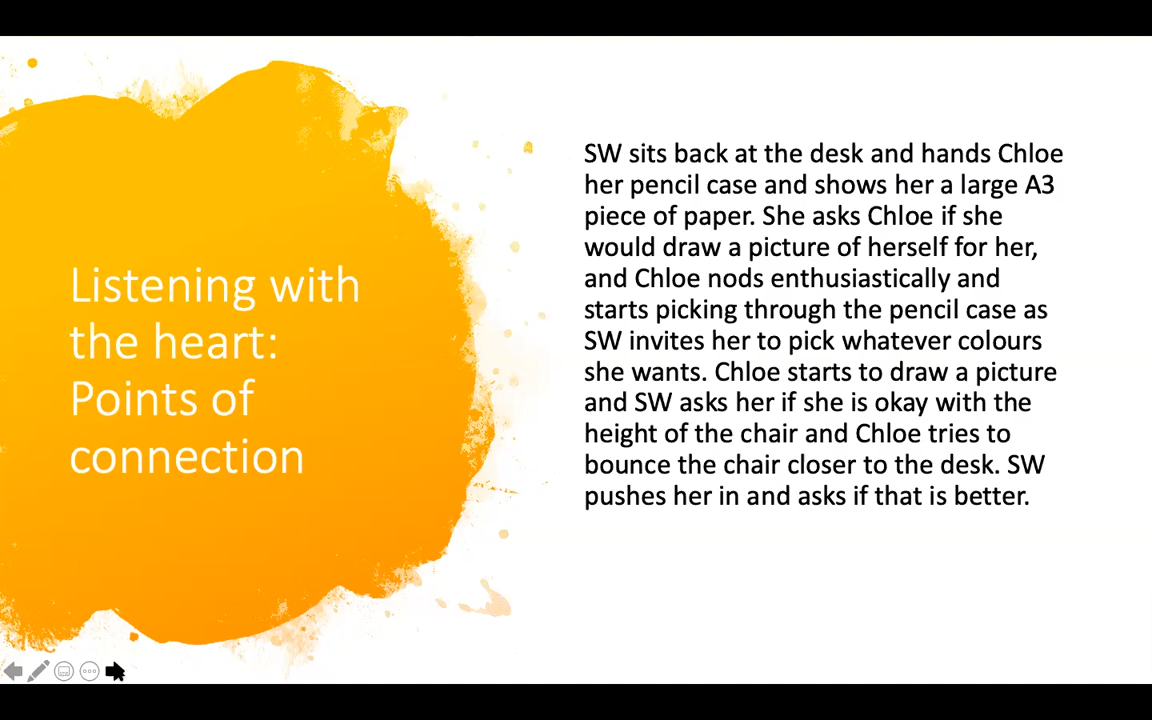 Listening with
the heart:
Points of
connection
SW sits back at the desk and hands Chloe
her pencil case and shows her a large A3
piece of paper. She asks Chloe if she
would draw a picture of herself for her,
and Chloe nods enthusiastically and
starts picking through the pencil case as
SW invites her to pick whatever colours
she wants. Chloe starts to draw a picture
and SW asks her if she is okay with the
height of the chair and Chloe tries to
bounce the chair closer to the desk. SW
pushes her in and asks if that is better.